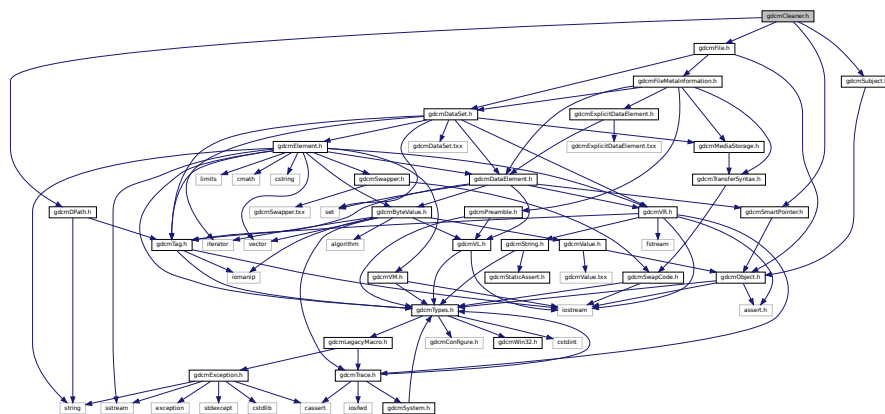 gdcmCleaner.h
gdcmFile.h
gdcmFileMetaInformation.h
gdcmSubject.h
gdcmDataSet.h
gdcmExplicitDataElement.h
gdcmElement.h
gdcmDataSet.txx
gdcmExplicitDataElement.txx
gdcmMediaStorage.h
limits
cmath
cstring
gdcmSwapper.h
gdcmDataElement.h
gdcmTransferSyntax.h
gdcmDPath.h
gdcmSwapper.txx
set
gdcmByteValue.h
gdcmPreamble.h
gdcmVR.h
gdcmSmartPointer.h
gdcmTag.h
iterator
vector
algorithm
gdcmVL.h
gdcmString.h
gdcmValue.h
fstream
iomanip
gdcmVM.h
gdcmStaticAssert.h
gdcmValue.txx
gdcmSwapCode.h
gdcmObject.h
gdcmTypes.h
iostream
assert.h
gdcmLegacyMacro.h
gdcmConfigure.h
gdcmWin32.h
cstdint
gdcmException.h
gdcmTrace.h
string
sstream
exception
stdexcept
cstdlib
cassert
iosfwd
gdcmSystem.h